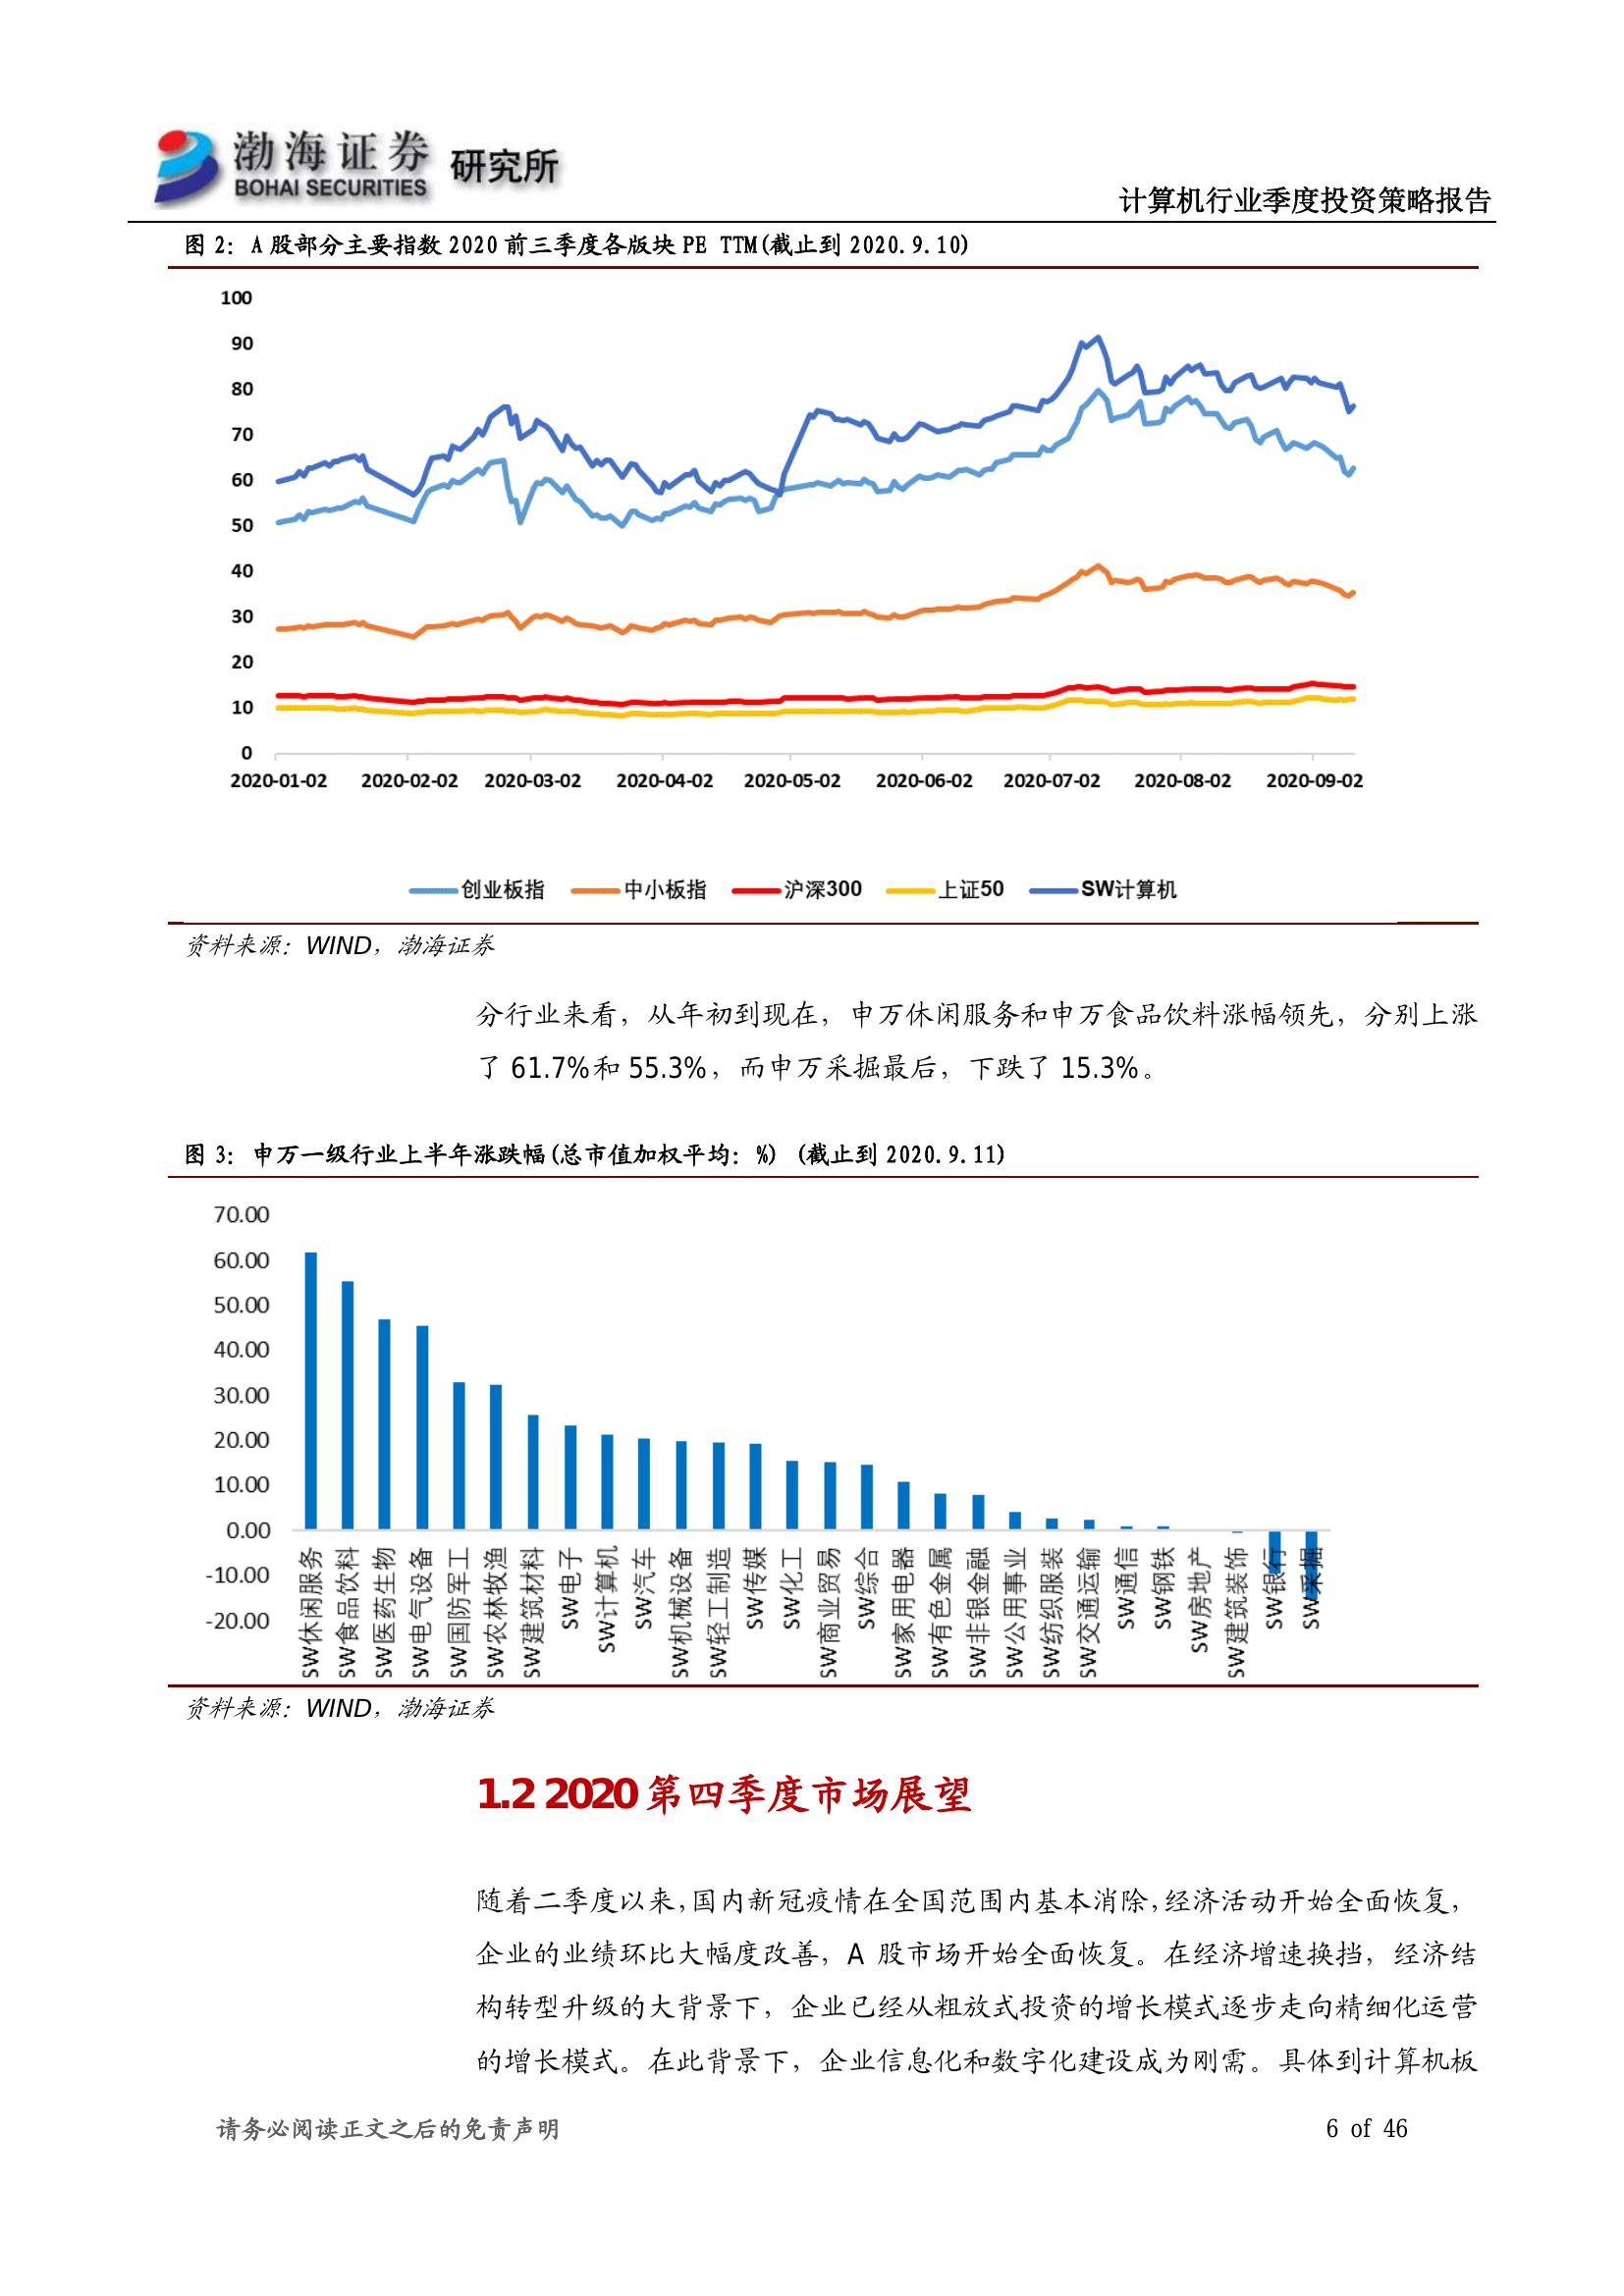 渤海证券
BOHAI SECURITIES
研究所
计算机行业季度投资策略报告
图 2：A 股部分主要指数 2020 前三季度各版块 PE TTM(截止到 2020.9.10)
100
90
80
70
60
50
40
30
20
10
0
2020-01-02 2020-02-02 2020-03-02 2020-04-02 2020-05-02 2020-06-02 2020-07-02 2020-08-02 2020-09-02
创业板指 中小板指 沪深300 上证50 SW计算机
资料来源：WIND，渤海证券
分行业来看，从年初到现在，申万休闲服务和申万食品饮料涨幅领先，分别上涨
了 61.7%和 55.3%，而申万采掘最后，下跌了 15.3%。
图 3：申万一级行业上半年涨跌幅(总市值加权平均：%) (截止到 2020.9.11)
70.00
60.00
50.00
40.00
30.00
20.00
10.00
0.00
-10.00
-20.00
SW休闲服务
SW食品饮料
SW医药生物
SW电气设备
SW国防军工
SW农林牧渔
SW建筑材料
SW电子
SW计算机
SW汽车
SW机械设备
SW轻工制造
SW传媒
SW化工
SW商业贸易
SW综合
SW家用电器
SW有色金属
SW非银金融
SW公用事业
SW纺织服装
SW交通运输
SW通信
SW钢铁
SW房地产
SW建筑装饰
SW银行
SW采掘
资料来源：WIND，渤海证券
1.2 2020 第四季度市场展望
随着二季度以来，国内新冠疫情在全国范围内基本消除，经济活动开始全面恢复，
企业的业绩环比大幅度改善，A 股市场开始全面恢复。在经济增速换挡，经济结
构转型升级的大背景下，企业已经从粗放式投资的增长模式逐步走向精细化运营
的增长模式。在此背景下，企业信息化和数字化建设成为刚需。具体到计算机板
请务必阅读正文之后的免责声明
6 of 46